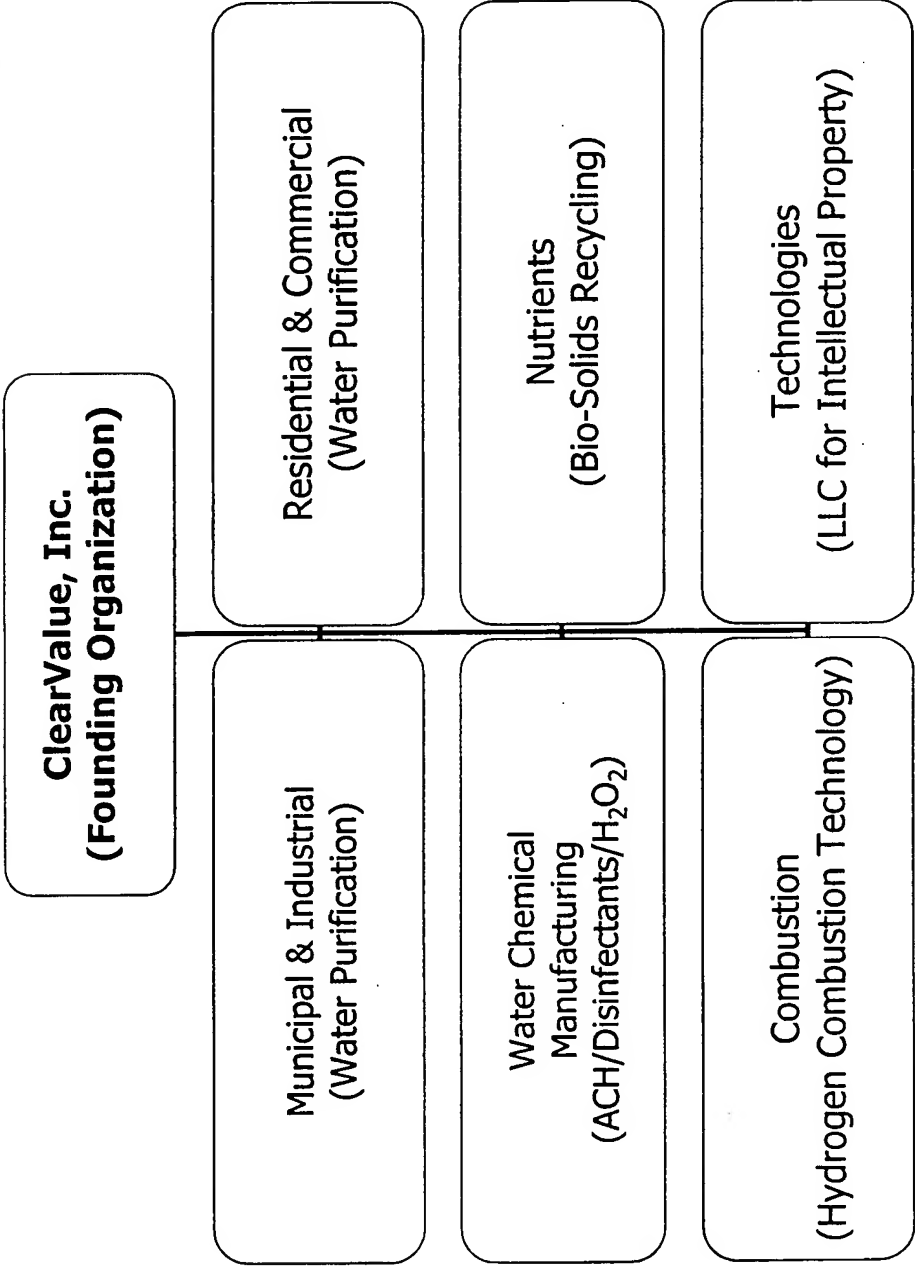 ClearValue, Inc.
(Founding Organization)
Municipal & Industrial
(Water Purification)
Residential & Commercial
(Water Purification)
Water Chemical
Manufacturing
(ACH/Disinfectants/H₂O₂)
Nutrients
(Bio-Solids Recycling)
Combustion
(Hydrogen Combustion Technology)
Technologies
(LLC for Intellectual Property)